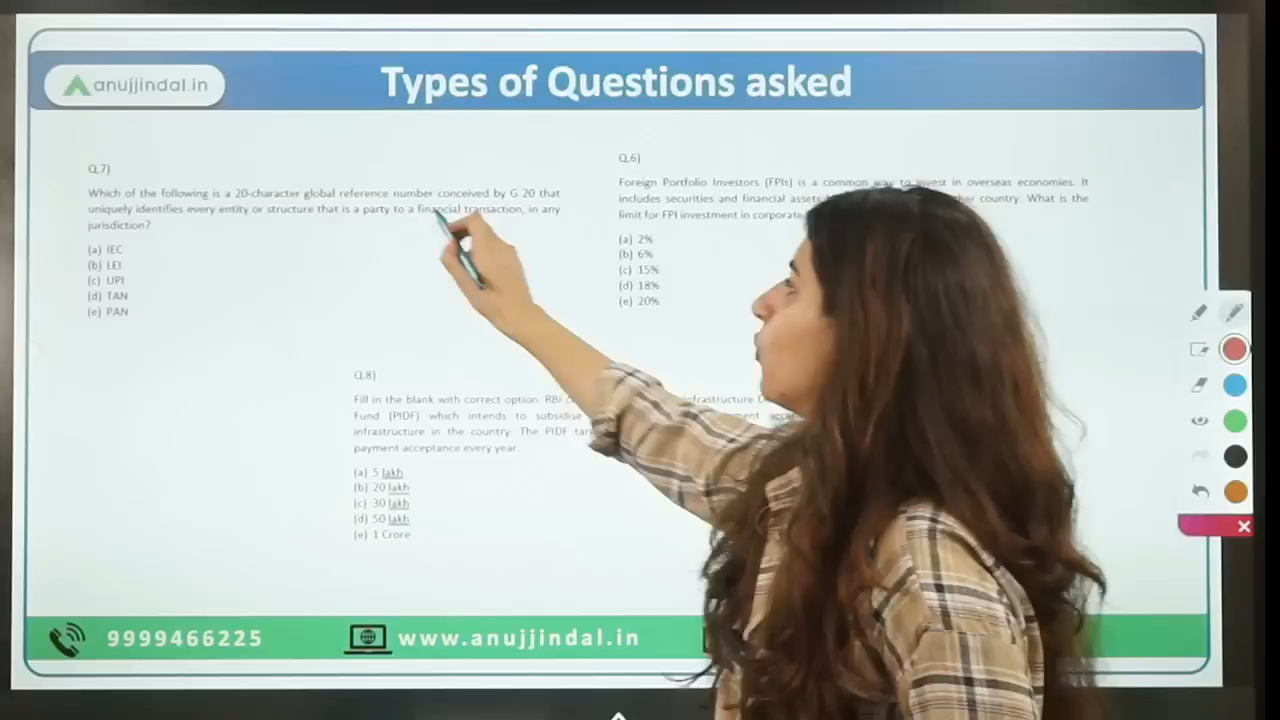 anujjindal.in
Types of Questions asked
Q.7)
Which of the following is a 20-character global reference number conceived by G 20 that
uniquely identifies every entity or structure that is a party to a financial transaction, in any
jurisdiction?
(a) IEC
(b) LEI
(c) UPI
(d) TAN
(e) PAN
Q.6)
Foreign Portfolio Investors (FPIs) is a common way to invest in overseas economies. It
includes securities and financial assets country. What is the
limit for FPI investment in corporate
(a) 2%
(b) 6%
(c) 15%
(d) 18%
(e) 20%
Q.8)
Fill in the blank with correct option. RBI Infrastructure
Fund (PIDF) which intends to subsidise
infrastructure in the country. The PIDF
payment acceptance every year.
(a) 5 lakh
(b) 20 lakh
(c) 30 lakh
(d) 50 lakh
(e) 1 Crore
9999466225
www.anujjindal.in